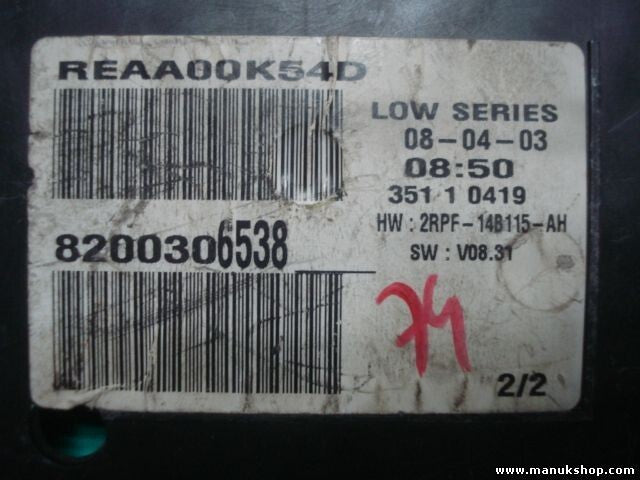 REAA00K54D
LOW SERIES
08-04-03
08:50
351 1 0419
HW : 2RPF-14B115-AH
SW : V08.31
8200306538
74
2/2
www.manukshop.com